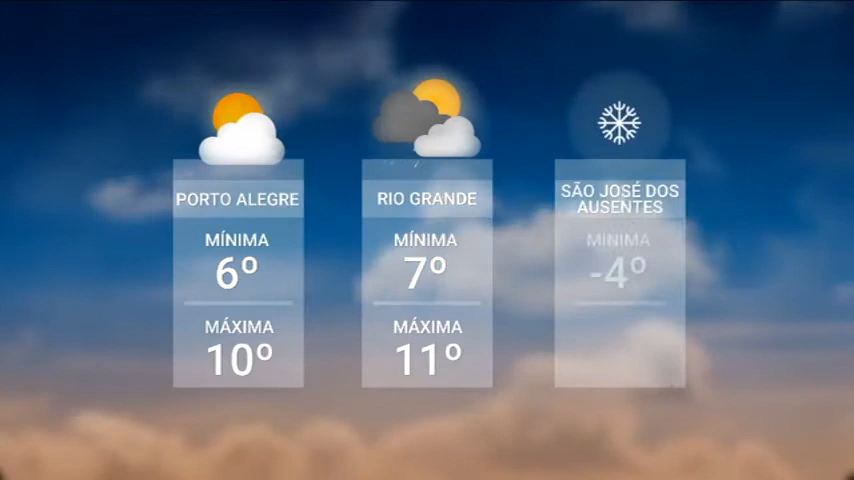 PORTO ALEGRE
MÍNIMA
6º
MÁXIMA
10º
RIO GRANDE
MÍNIMA
7º
MÁXIMA
11º
SÃO JOSÉ DOS
AUSENTES
MÍNIMA
-4º